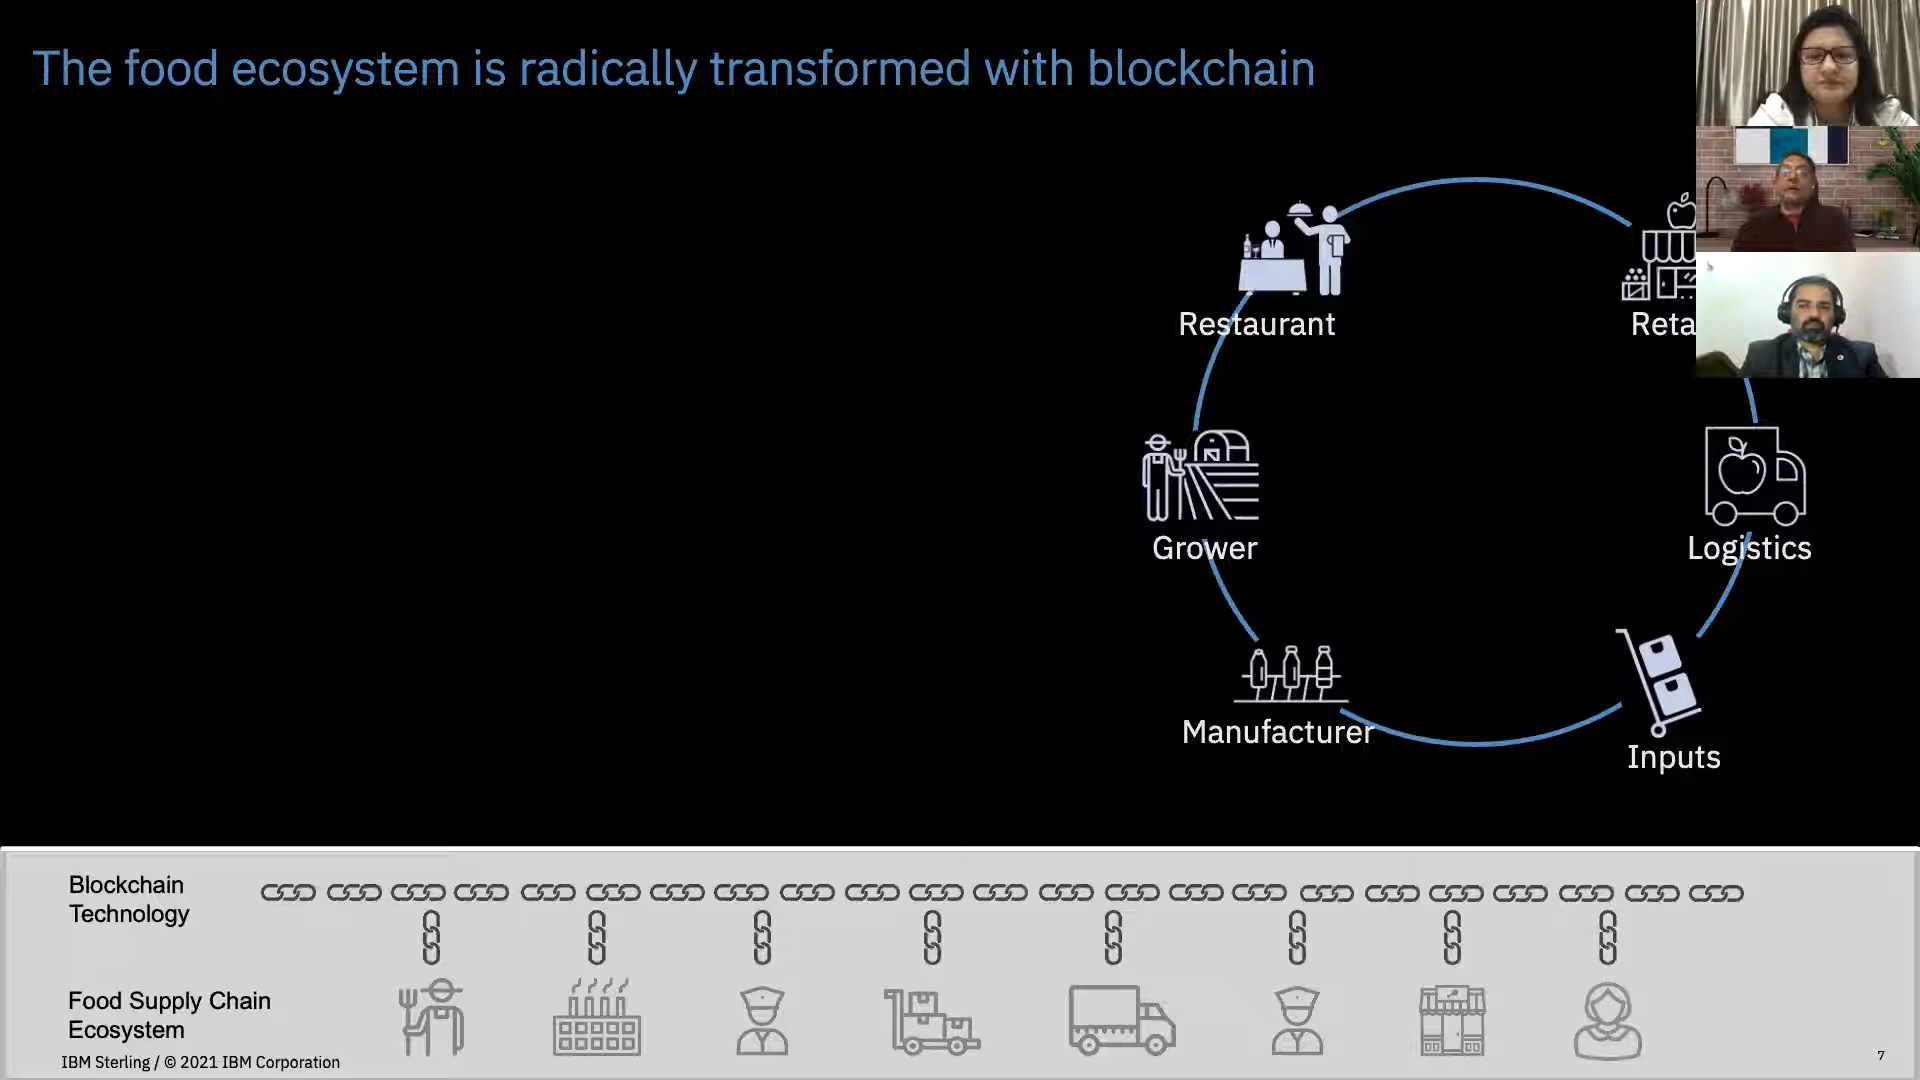 The food ecosystem is radically transformed with blockchain
Restaurant
Reta
Grower
Logistics
Manufacturer
Inputs
Blockchain
Technology
Food Supply Chain
Ecosystem
IBM Sterling / © 2021 IBM Corporation
7